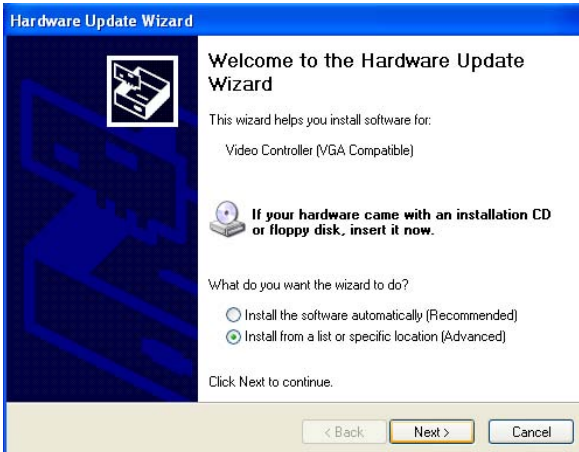 Hardware Update Wizard
Welcome to the Hardware Update
Wizard
This wizard helps you install software for:
Video Controller (VGA Compatible)
If your hardware came with an installation CD
or floppy disk, insert it now.
What do you want the wizard to do?
Install the software automatically (Recommended)
Install from a list or specific location (Advanced)
Click Next to continue.
< Back Next > Cancel